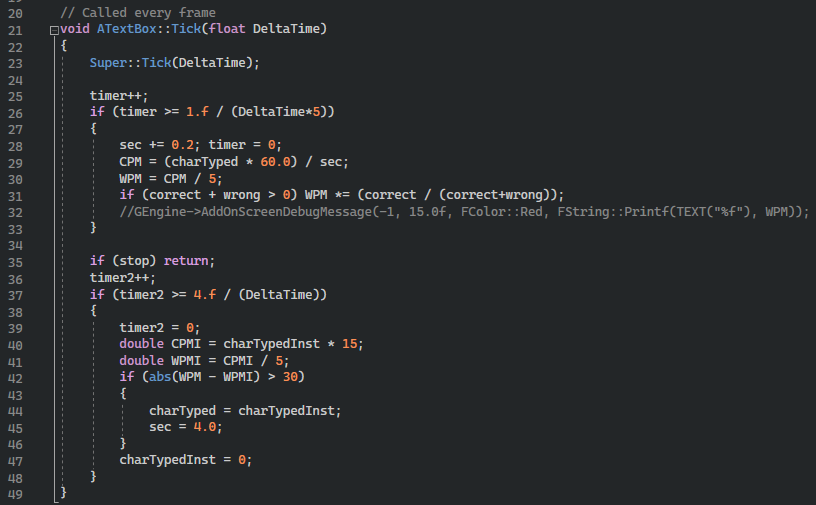 20 // Called every frame
21 void ATextBox::Tick(float DeltaTime)
22 {
23 Super::Tick(DeltaTime);
24
25 timer++;
26 if (timer >= 1.f / (DeltaTime*5))
27 {
28 sec += 0.2; timer = 0;
29 CPM = (charTyped * 60.0) / sec;
30 WPM = CPM / 5;
31 if (correct + wrong > 0) WPM *= (correct / (correct+wrong));
32 //GEngine->AddOnScreenDebugMessage(-1, 15.0f, FColor::Red, FString::Printf(TEXT("%f"), WPM));
33 }
34
35 if (stop) return;
36 timer2++;
37 if (timer2 >= 4.f / (DeltaTime))
38 {
39 timer2 = 0;
40 double CPMI = charTypedInst * 15;
41 double WPMI = CPMI / 5;
42 if (abs(WPM - WPMI) > 30)
43 {
44 charTyped = charTypedInst;
45 sec = 4.0;
46 }
47 charTypedInst = 0;
48 }
49 }